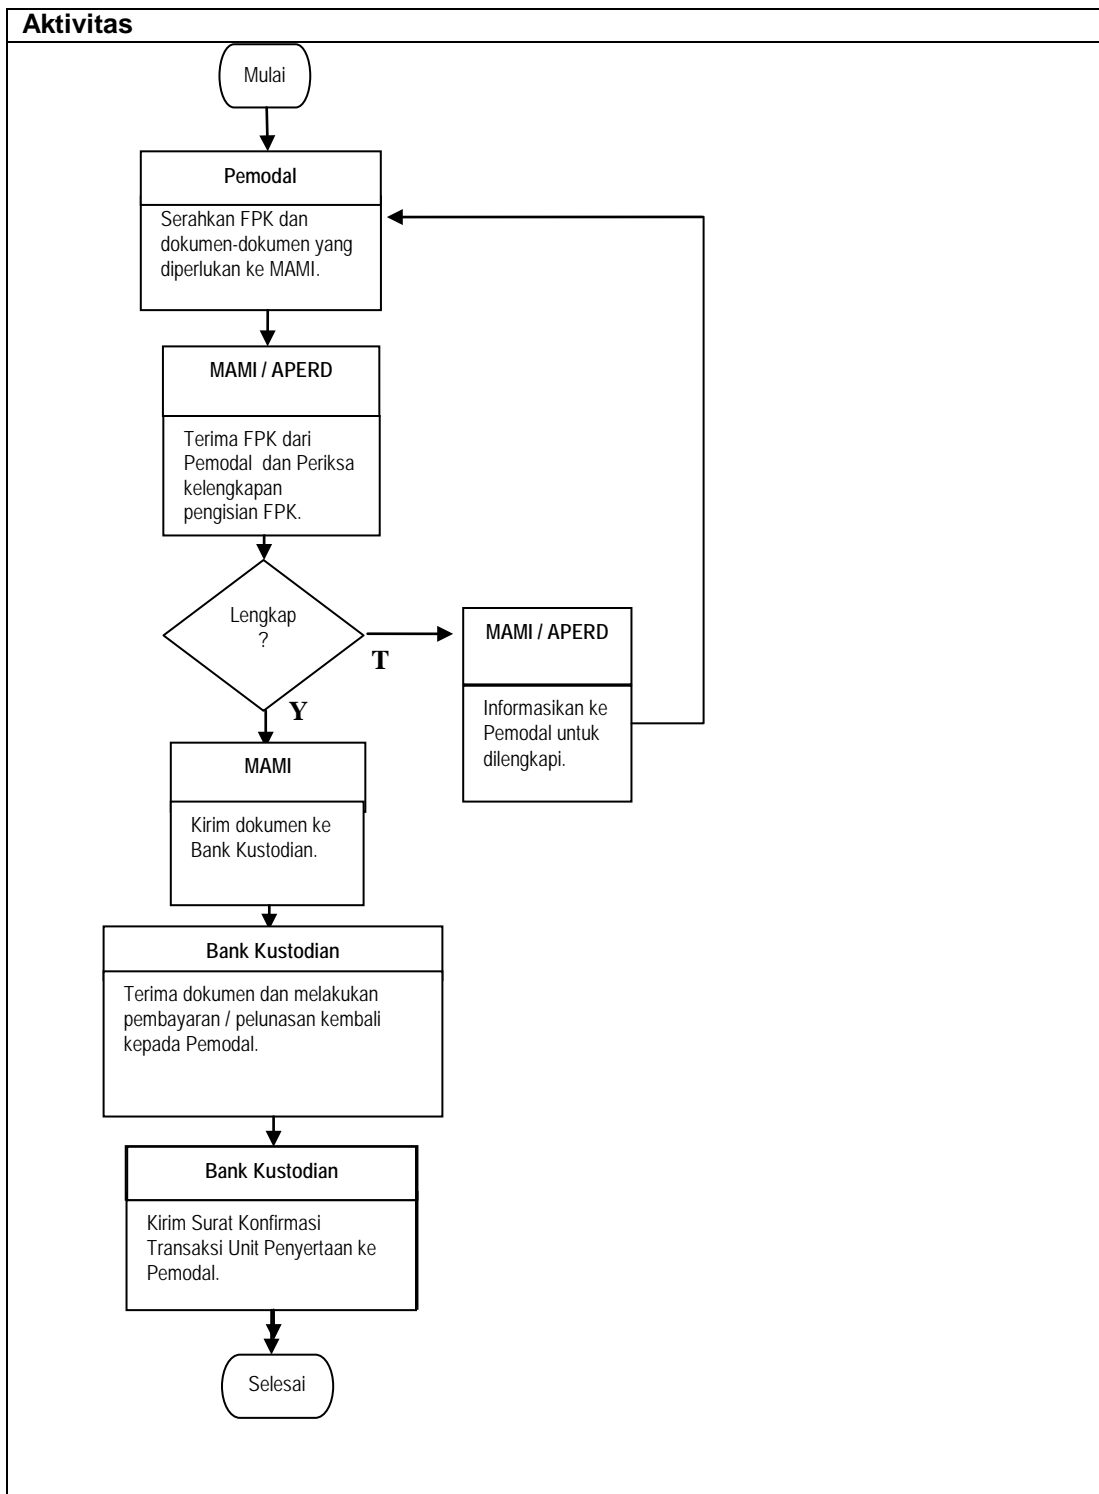 Aktivitas
Mulai
Pemodal
Serahkan FPK dan
dokumen-dokumen yang
diperlukan ke MAMI.
MAMI / APERD
Terima FPK dari
Pemodal  dan Periksa
kelengkapan
pengisian FPK.
Lengkap
?
T
MAMI / APERD
Informasikan ke
Pemodal untuk
dilengkapi.
Y
MAMI
Kirim dokumen ke
Bank Kustodian.
Bank Kustodian
Terima dokumen dan melakukan
pembayaran / pelunasan kembali
kepada Pemodal.
Bank Kustodian
Kirim Surat Konfirmasi
Transaksi Unit Penyertaan ke
Pemodal.
Selesai